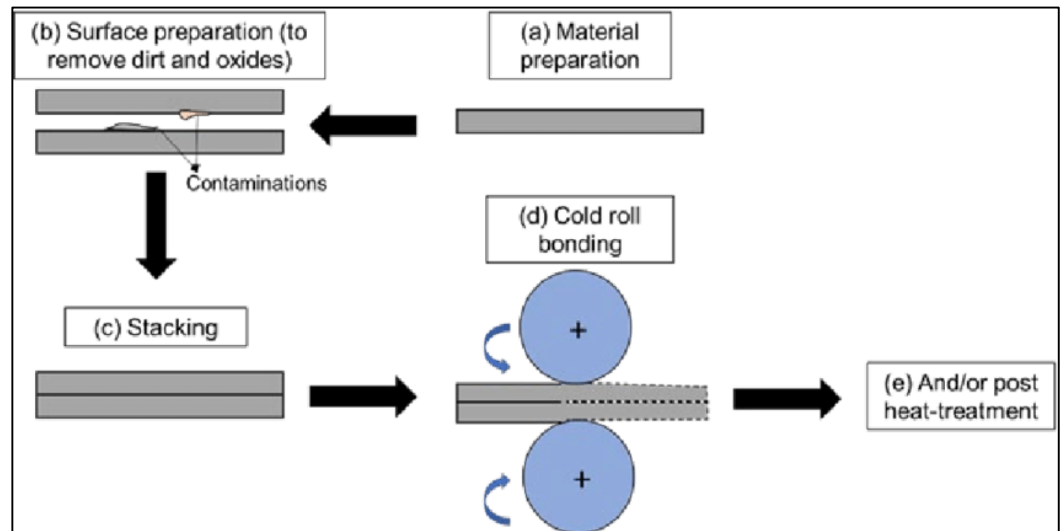 (b) Surface preparation (to
remove dirt and oxides)
(a) Material
preparation
Contaminations
(d) Cold roll
bonding
(c) Stacking
(e) And/or post
heat-treatment